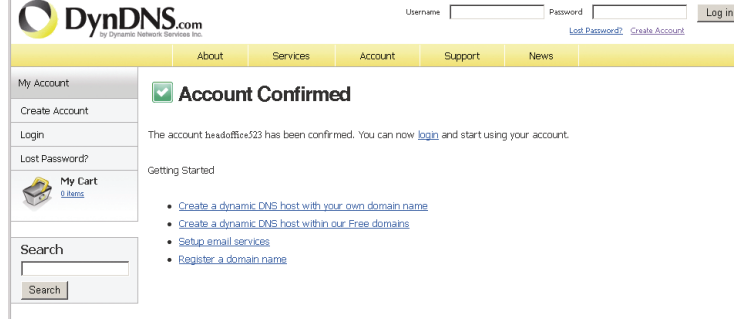 DynDNS.com
by Dynamic Network Services Inc.
Username
Password
Log in
Lost Password? Create Account
About Services Account Support News
My Account
Create Account
Login
Lost Password?
My Cart
0 items
Search
Search
Account Confirmed
The account headoffice523 has been confirmed. You can now login and start using your account.
Getting Started
• Create a dynamic DNS host with your own domain name
• Create a dynamic DNS host within our Free domains
• Setup email services
• Register a domain name